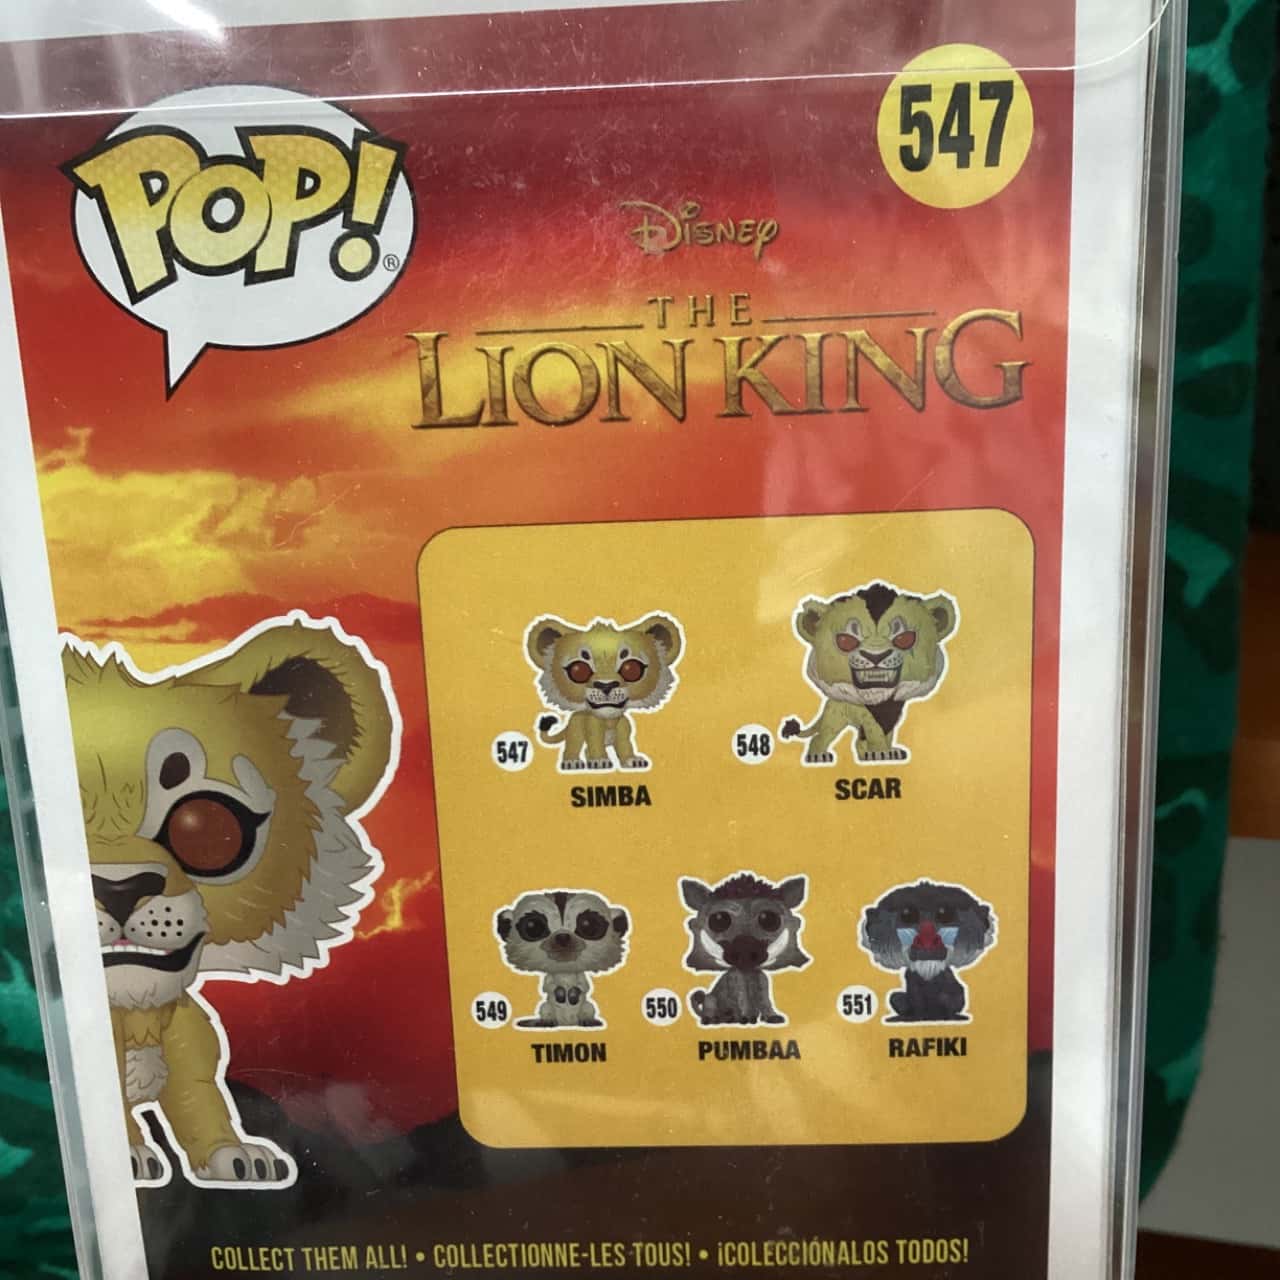 POP!®
547
Disney
THE
LION KING
547
SIMBA
548
SCAR
549
TIMON
550
PUMBAA
551
RAFIKI
COLLECT THEM ALL! • COLLECTIONNE-LES TOUS! • ¡COLECCIÓNALOS TODOS!